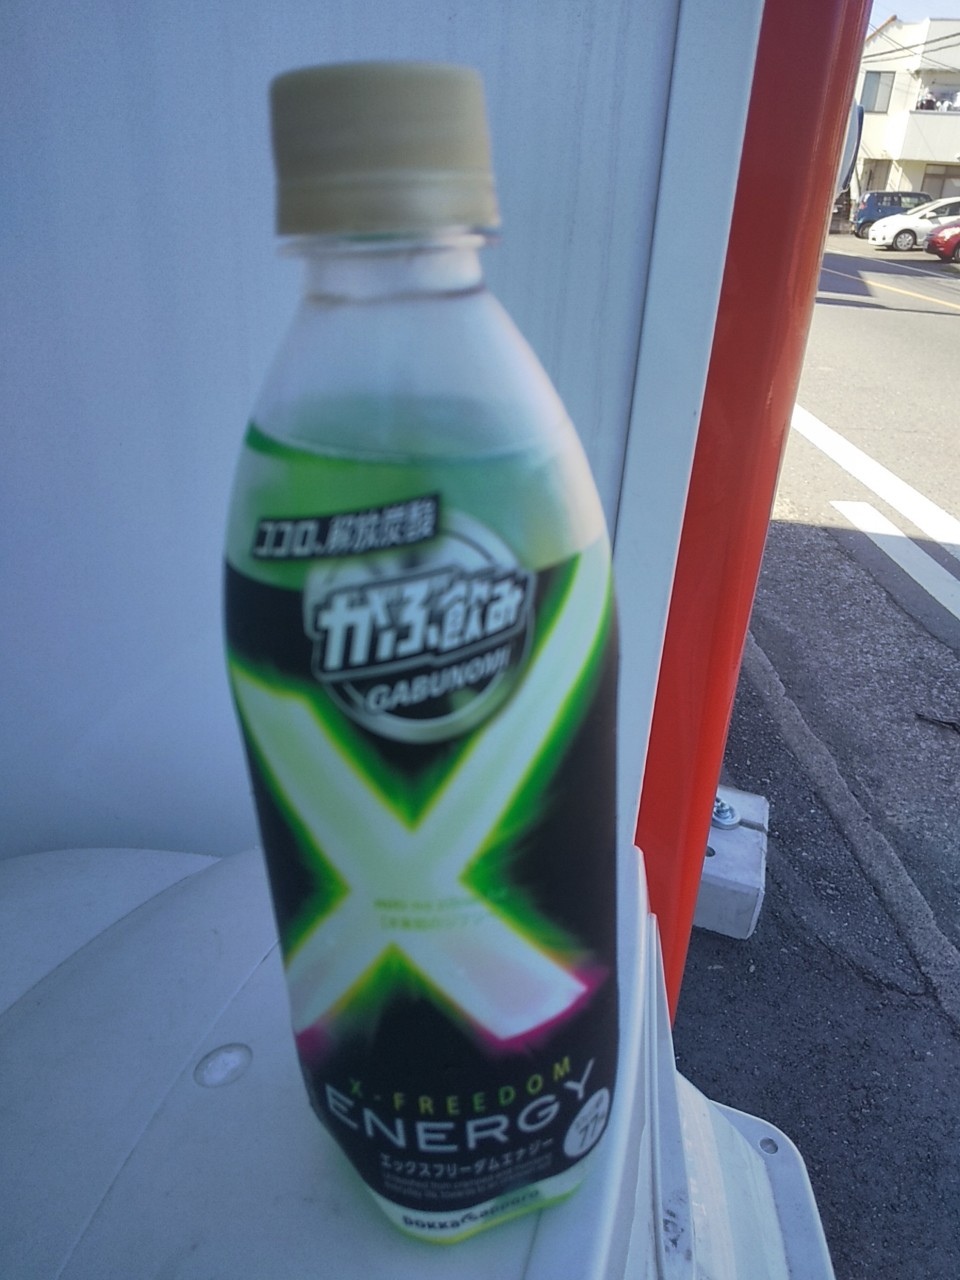 ココロ、解放炭酸
がぶ飲み
GABUNOMI
X-FREEDOM
ENERGY
エックスフリーダムエナジー
pokka sapporo